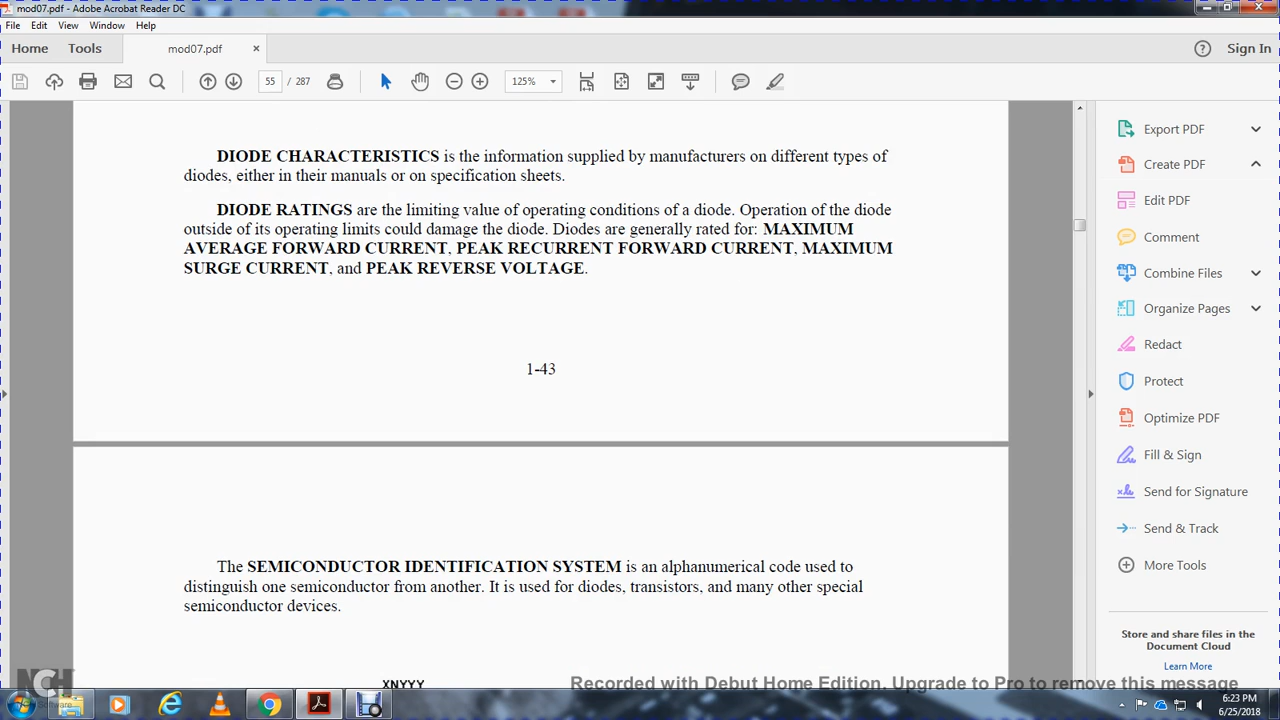 mod07.pdf - Adobe Acrobat Reader DC
File Edit View Window Help
Home Tools mod07.pdf × Sign In
55 / 287 125%
DIODE CHARACTERISTICS is the information supplied by manufacturers on different types of
diodes, either in their manuals or on specification sheets.
DIODE RATINGS are the limiting value of operating conditions of a diode. Operation of the diode
outside of its operating limits could damage the diode. Diodes are generally rated for: MAXIMUM
AVERAGE FORWARD CURRENT, PEAK RECURRENT FORWARD CURRENT, MAXIMUM
SURGE CURRENT, and PEAK REVERSE VOLTAGE.
1-43
The SEMICONDUCTOR IDENTIFICATION SYSTEM is an alphanumerical code used to
distinguish one semiconductor from another. It is used for diodes, transistors, and many other special
semiconductor devices.
XNYYY
Export PDF
Create PDF
Edit PDF
Comment
Combine Files
Organize Pages
Redact
Protect
Optimize PDF
Fill & Sign
Send for Signature
Send & Track
More Tools
Store and share files in the
Document Cloud
Learn More
NCH
Software
Recorded with Debut Home Edition. Upgrade to Pro to remove this message
6:23 PM
6/25/2018